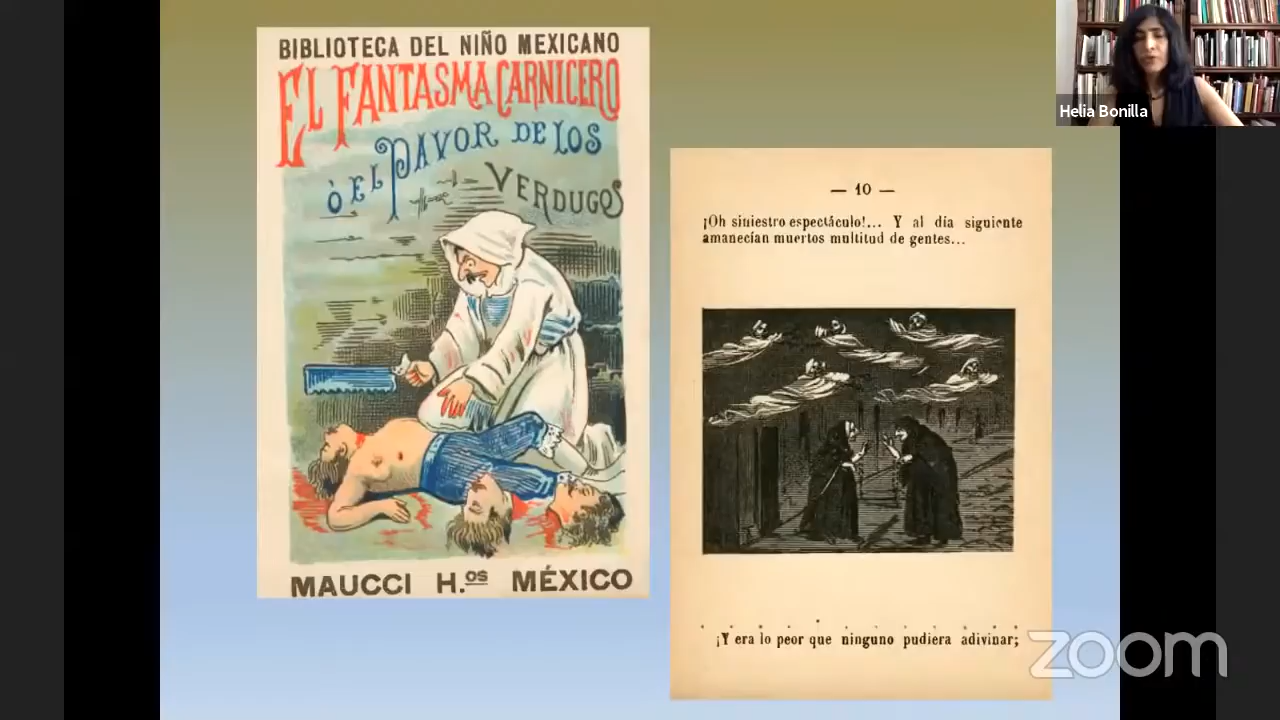 BIBLIOTECA DEL NIÑO MEXICANO
EL FANTASMA CARNICERO
Ò EL PAVOR DE LOS
VERDUGOS
MAUCCI H.os MÉXICO
— 10 —
¡Oh siniestro espectáculo!... Y al día siguiente
amanecían muertos multitud de gentes...
¡Y era lo peor que ninguno pudiera adivinar;
Helia Bonilla
zoom